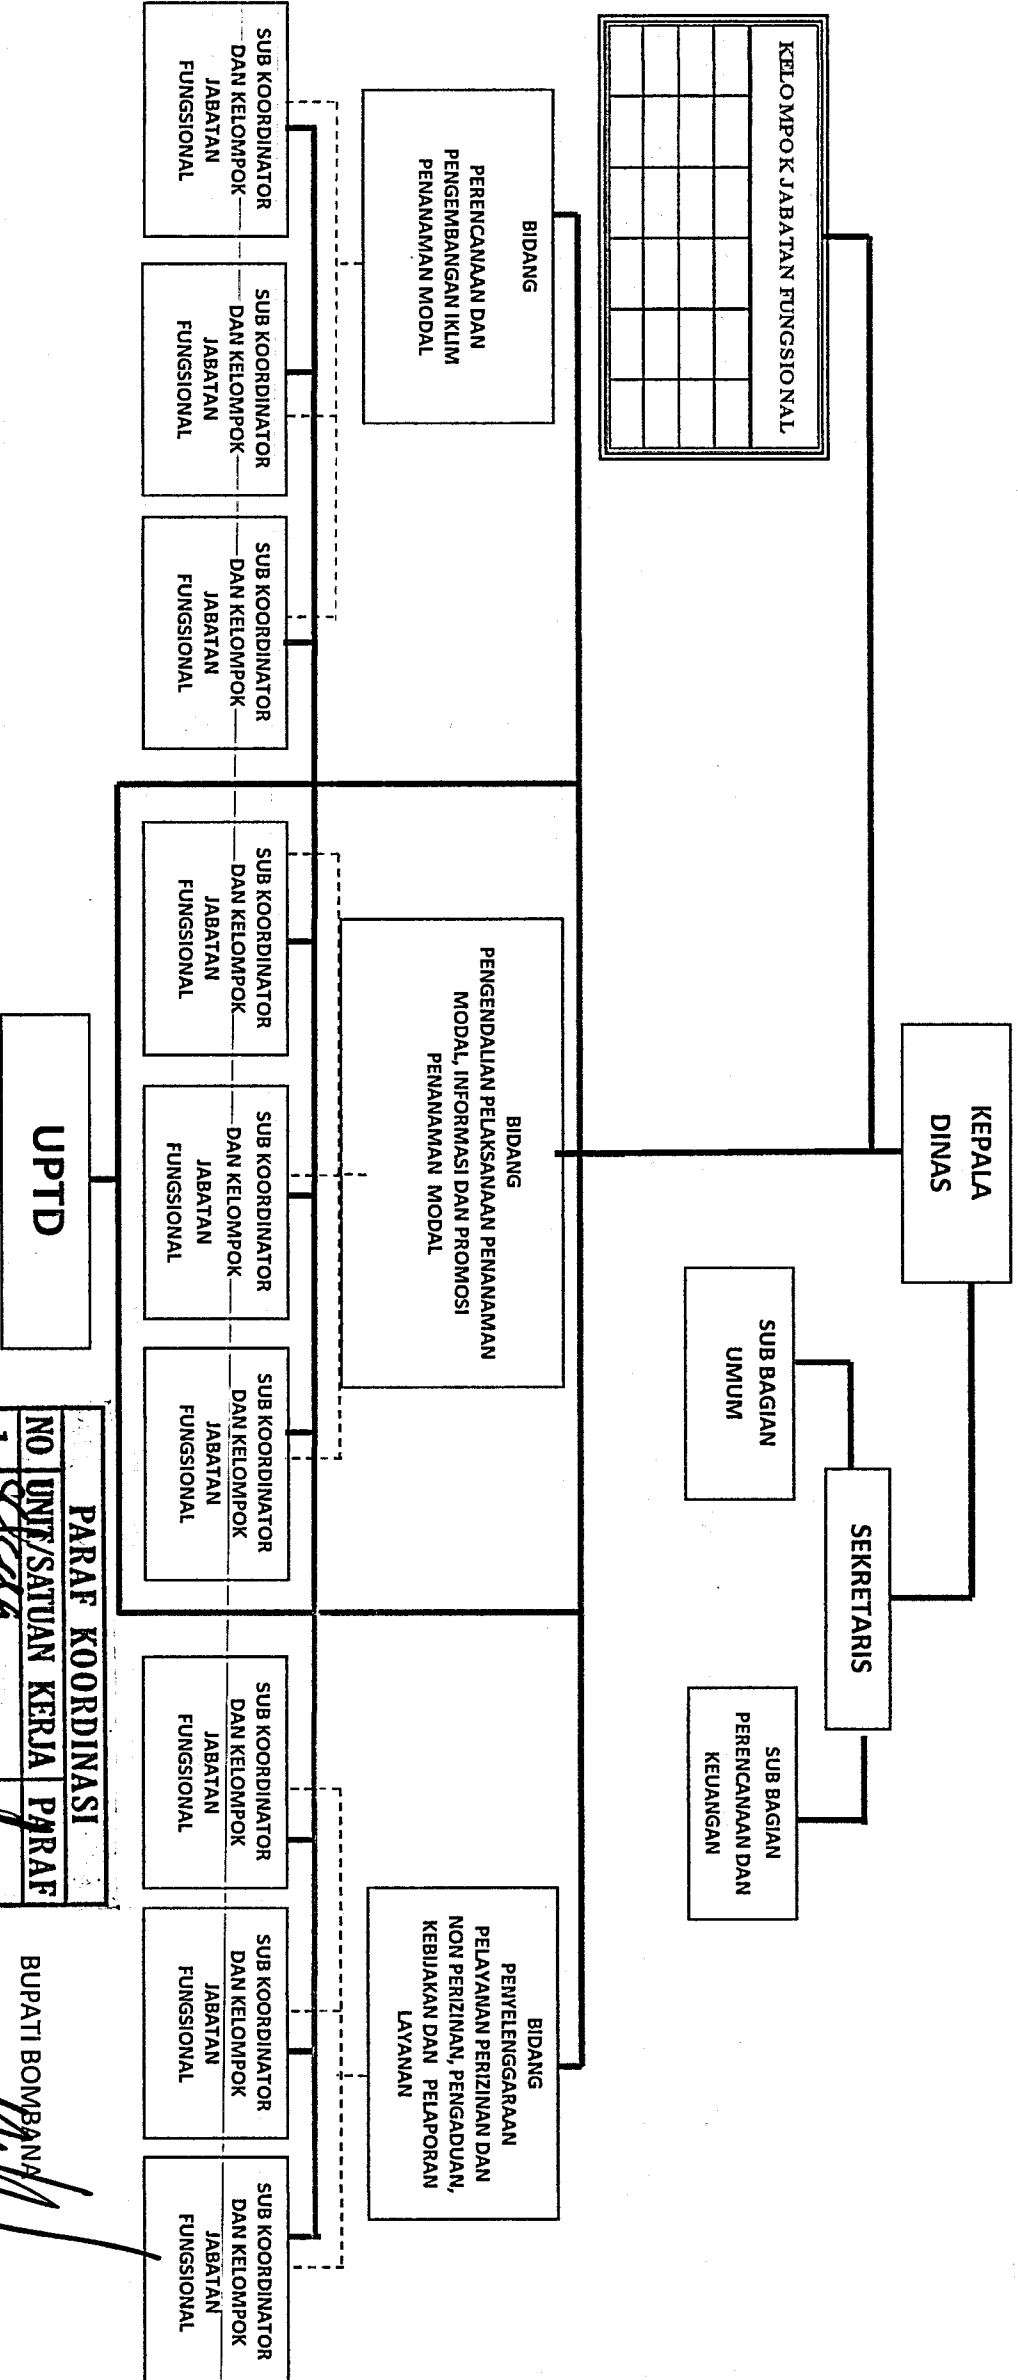 KEPALA
DINAS
SEKRETARIS
SUB BAGIAN
UMUM
SUB BAGIAN
PERENCANAAN DAN
KEUANGAN
KELOMPOK JABATAN FUNGSIONAL
BIDANG
PERENCANAAN DAN
PENGEMBANGAN IKLIM
PENANAMAN MODAL
BIDANG
PENGENDALIAN PELAKSANAAN PENANAMAN
MODAL, INFORMASI DAN PROMOSI
PENANAMAN MODAL
BIDANG
PENYELENGGARAAN
PELAYANAN PERIZINAN DAN
NON PERIZINAN, PENGADUAN,
KEBIJAKAN DAN PELAPORAN
LAYANAN
SUB KOORDINATOR
DAN KELOMPOK
JABATAN
FUNGSIONAL
SUB KOORDINATOR
DAN KELOMPOK
JABATAN
FUNGSIONAL
SUB KOORDINATOR
DAN KELOMPOK
JABATAN
FUNGSIONAL
SUB KOORDINATOR
DAN KELOMPOK
JABATAN
FUNGSIONAL
SUB KOORDINATOR
DAN KELOMPOK
JABATAN
FUNGSIONAL
SUB KOORDINATOR
DAN KELOMPOK
JABATAN
FUNGSIONAL
SUB KOORDINATOR
DAN KELOMPOK
JABATAN
FUNGSIONAL
SUB KOORDINATOR
DAN KELOMPOK
JABATAN
FUNGSIONAL
SUB KOORDINATOR
DAN KELOMPOK
JABATAN
FUNGSIONAL
UPTD
PARAF KOORDINASI
NO UNIT/SATUAN KERJA PARAF
BUPATI BOMBANA